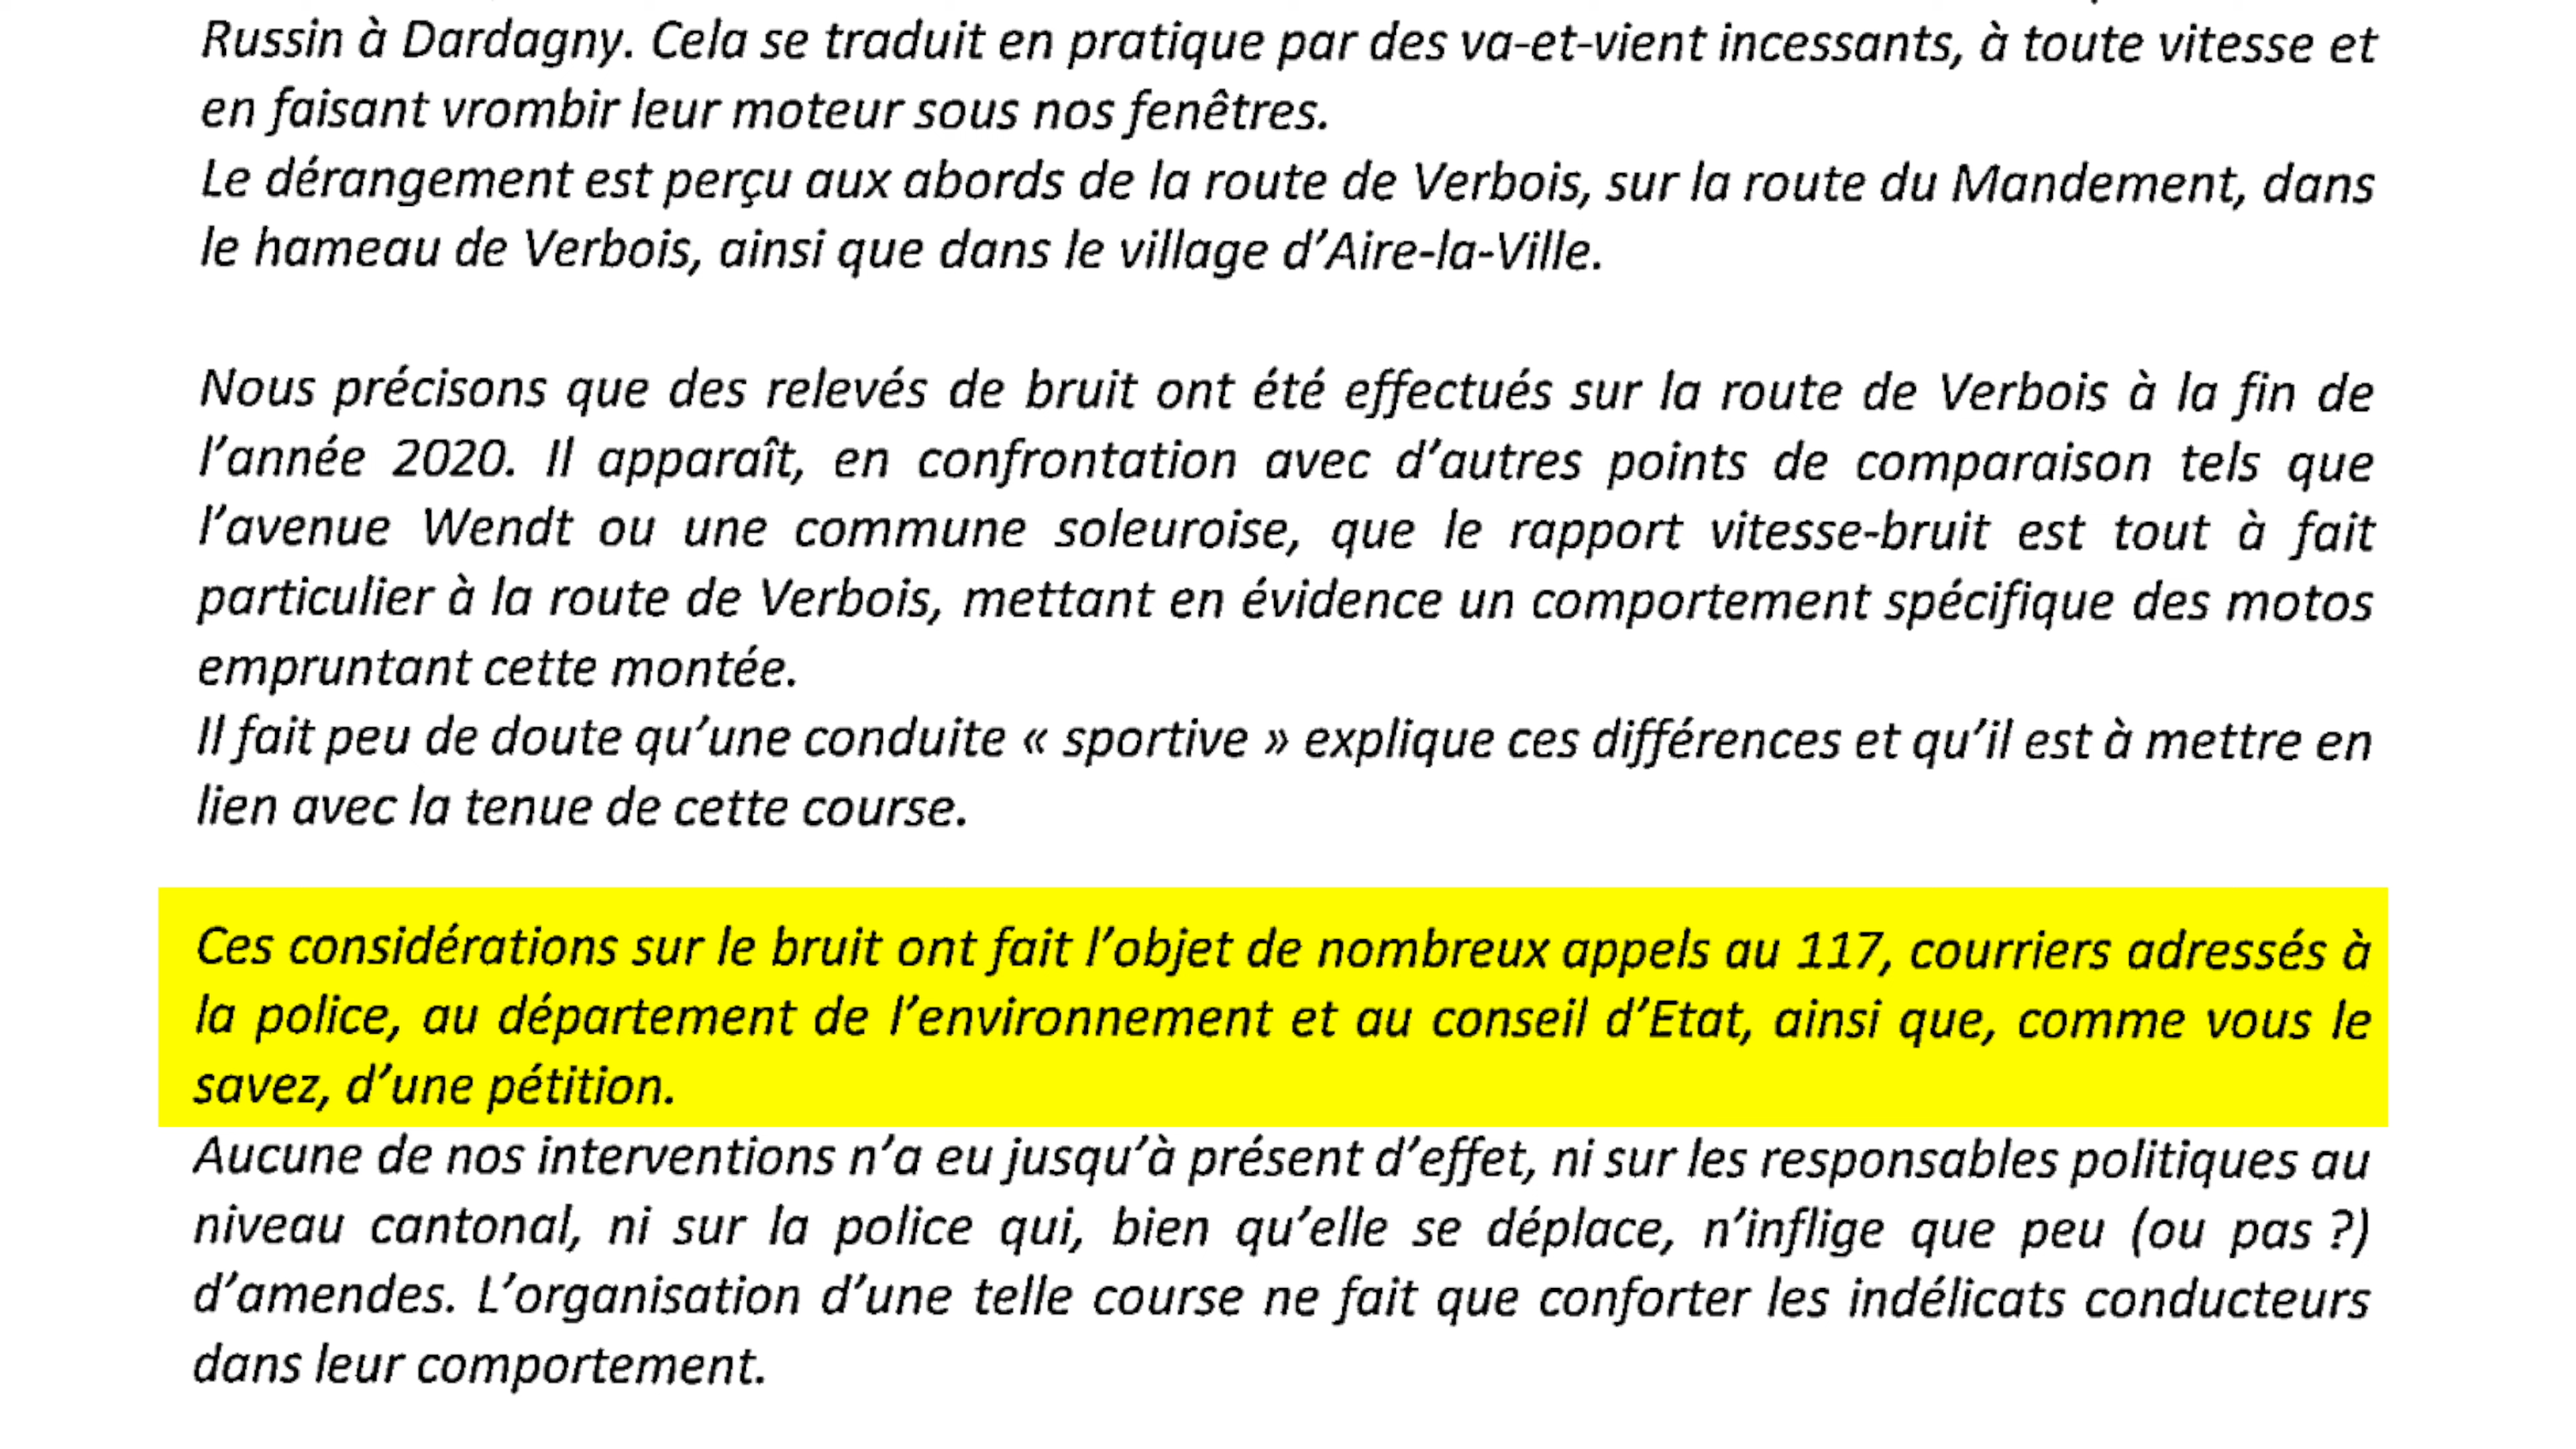 Russin à Dardagny. Cela se traduit en pratique par des va-et-vient incessants, à toute vitesse et
en faisant vrombir leur moteur sous nos fenêtres.
Le dérangement est perçu aux abords de la route de Verbois, sur la route du Mandement, dans
le hameau de Verbois, ainsi que dans le village d’Aire-la-Ville.
Nous précisons que des relevés de bruit ont été effectués sur la route de Verbois à la fin de
l’année 2020. Il apparaît, en confrontation avec d’autres points de comparaison tels que
l’avenue Wendt ou une commune soleuroise, que le rapport vitesse-bruit est tout à fait
particulier à la route de Verbois, mettant en évidence un comportement spécifique des motos
empruntant cette montée.
Il fait peu de doute qu’une conduite « sportive » explique ces différences et qu’il est à mettre en
lien avec la tenue de cette course.
Ces considérations sur le bruit ont fait l’objet de nombreux appels au 117, courriers adressés à
la police, au département de l’environnement et au conseil d’Etat, ainsi que, comme vous le
savez, d’une pétition.
Aucune de nos interventions n’a eu jusqu’à présent d’effet, ni sur les responsables politiques au
niveau cantonal, ni sur la police qui, bien qu’elle se déplace, n’inflige que peu (ou pas ?)
d’amendes. L’organisation d’une telle course ne fait que conforter les indélicats conducteurs
dans leur comportement.